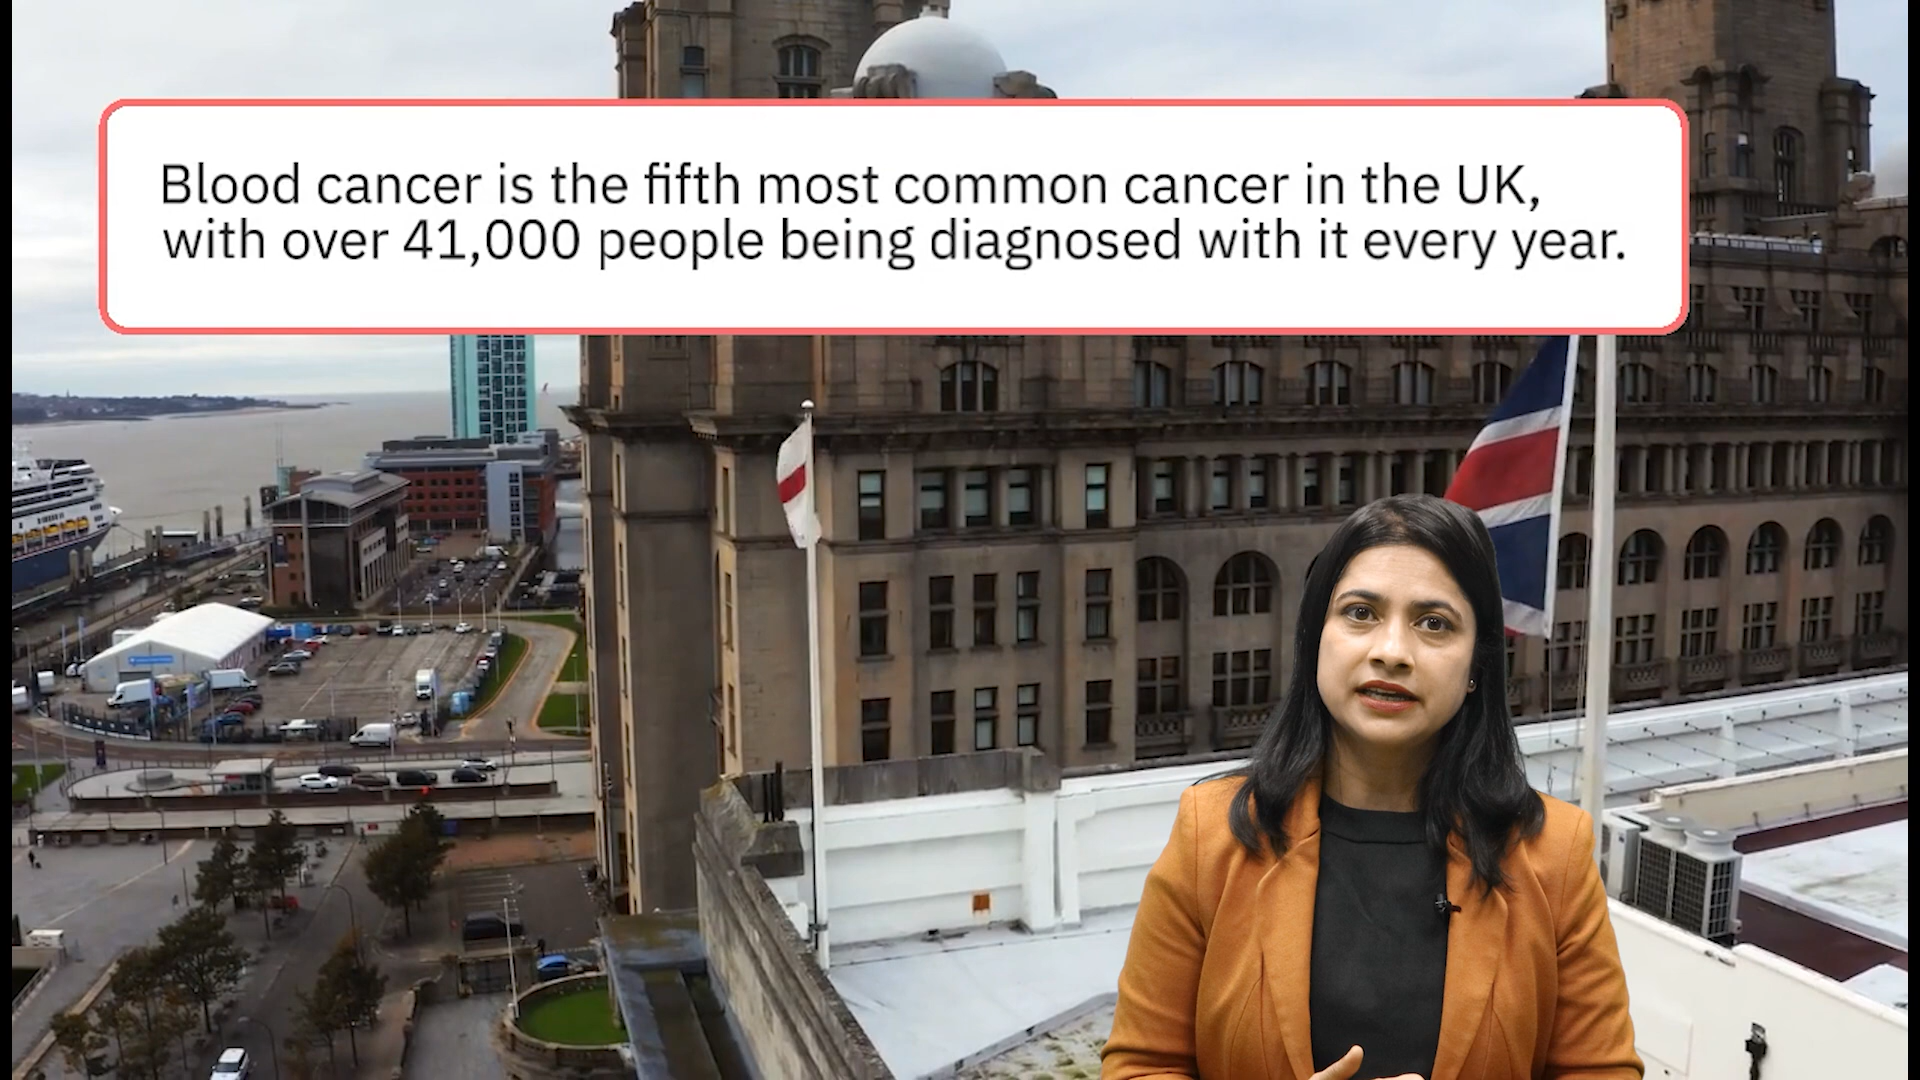 Blood cancer is the fifth most common cancer in the UK,
with over 41,000 people being diagnosed with it every year.